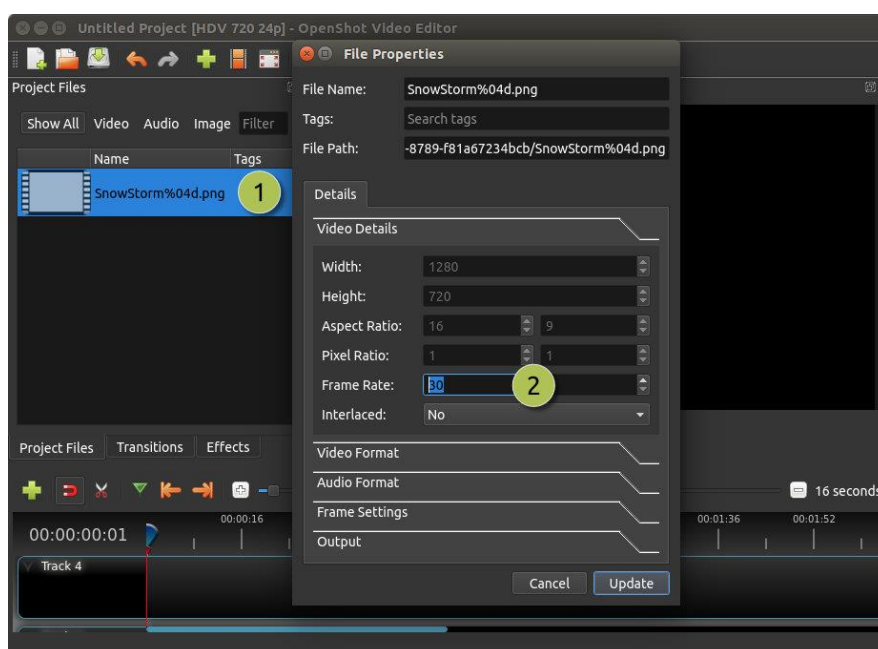 Untitled Project [HDV 720 24p] - OpenShot Video Editor
File Properties
Project Files
File Name: SnowStorm%04d.png
Tags: Search tags
File Path: -8789-f81a67234bcb/SnowStorm%04d.png
Show All Video Audio Image Filter
Name Tags
SnowStorm%04d.png 1
Details
Video Details
Width: 1280
Height: 720
Aspect Ratio: 16 9
Pixel Ratio: 1 1
Frame Rate: 30 2
Interlaced: No
Project Files Transitions Effects
Video Format
Audio Format
Frame Settings
Output
16 seconds
00:00:00:01
00:00:16 00:01:36 00:01:52
Track 4
Cancel Update